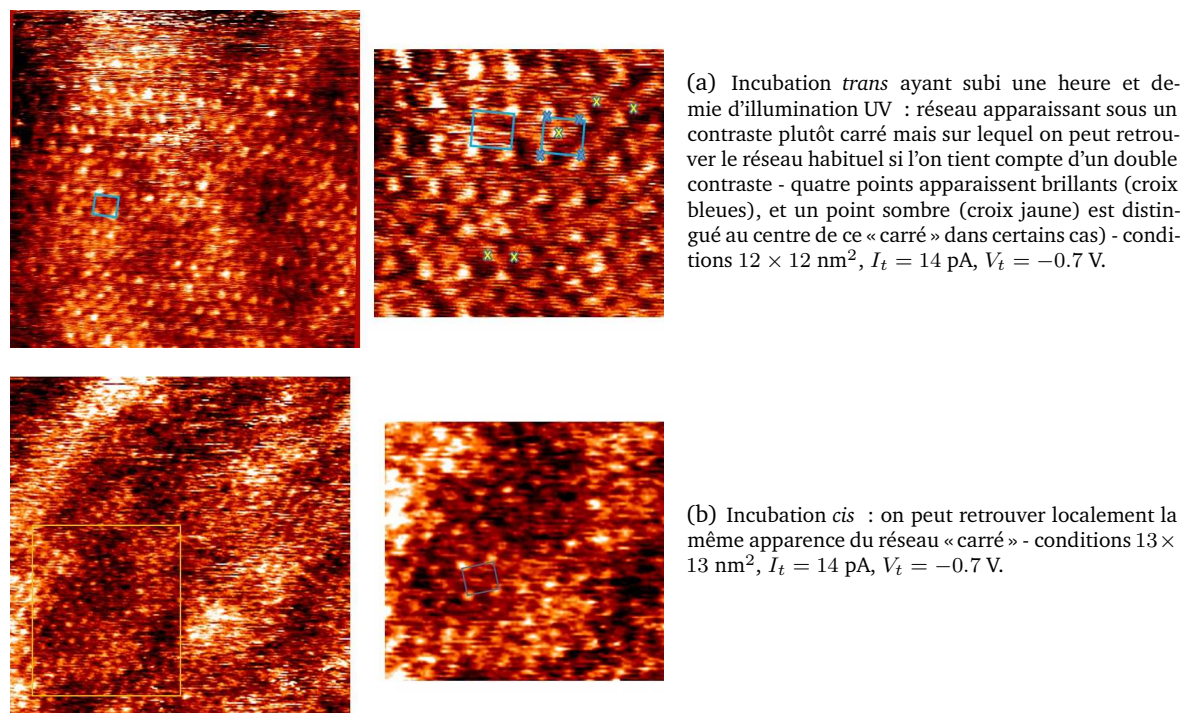 (a) Incubation trans ayant subi une heure et de-
mie d'illumination UV : réseau apparaissant sous un
contraste plutôt carré mais sur lequel on peut retrou-
ver le réseau habituel si l'on tient compte d'un double
contraste - quatre points apparaissent brillants (croix
bleues), et un point sombre (croix jaune) est distin-
gué au centre de ce « carré » dans certains cas) - condi-
tions 12 × 12 nm², It = 14 pA, Vt = −0.7 V.
(b) Incubation cis : on peut retrouver localement la
même apparence du réseau « carré » - conditions 13×
13 nm², It = 14 pA, Vt = −0.7 V.